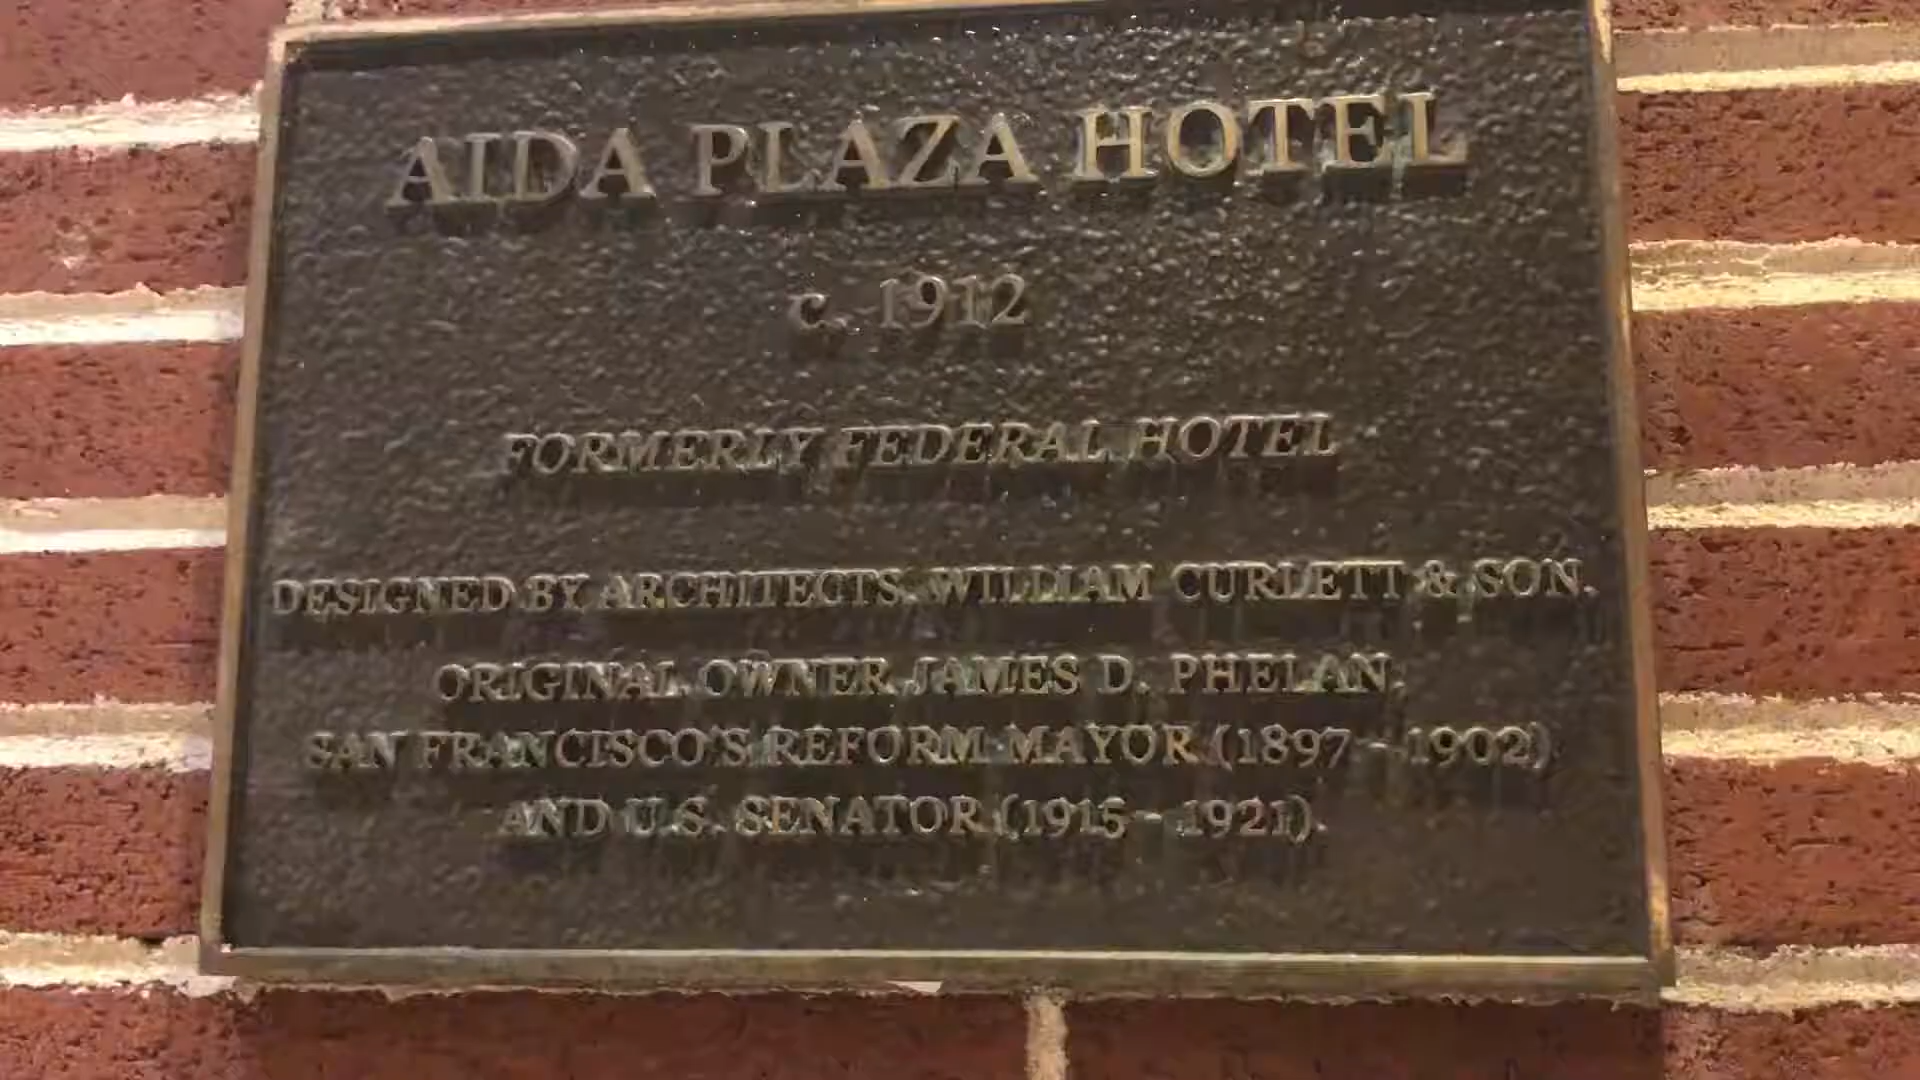 AIDA PLAZA HOTEL
c. 1912
FORMERLY FEDERAL HOTEL
DESIGNED BY ARCHITECTS, WILLIAM CURLETT & SON.
ORIGINAL OWNER JAMES D. PHELAN,
SAN FRANCISCO'S REFORM MAYOR (1897 - 1902)
AND U.S. SENATOR (1915 - 1921).